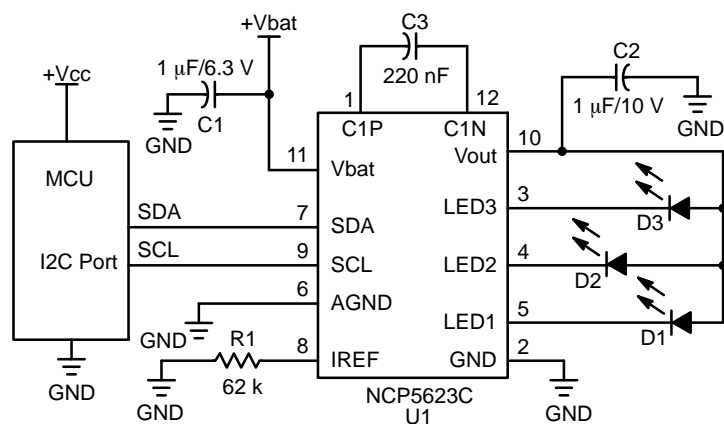 +Vbat
C3
+Vcc
1 μF/6.3 V
220 nF
C2
1
12
1 μF/10 V
GND
C1
C1P
C1N
10
GND
MCU
11
Vbat
Vout
SDA
7
SDA
LED3
3
D3
I2C Port
SCL
9
SCL
LED2
4
D2
6
AGND
LED1
5
D1
GND
R1
8
IREF
GND
2
GND
GND
62 k
NCP5623C
U1
GND